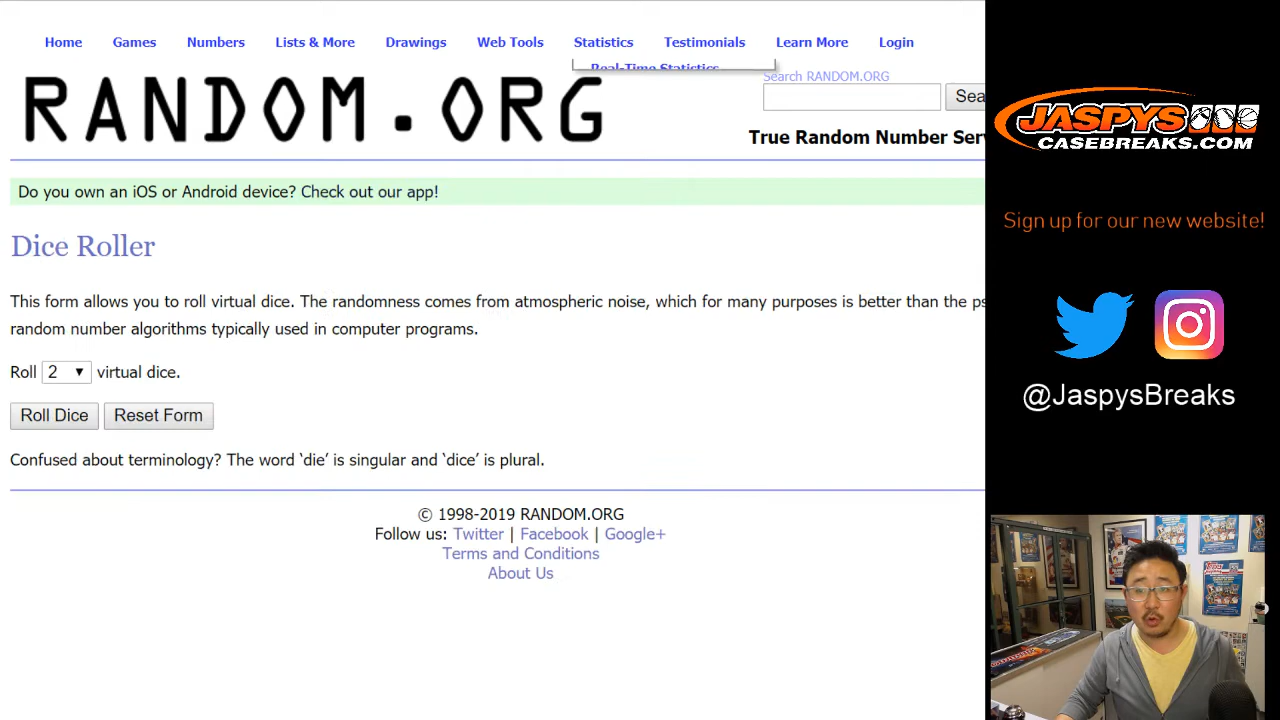 Home Games Numbers Lists & More Drawings Web Tools Statistics Testimonials Learn More Login
Real-Time Statistics
Search RANDOM.ORG
RANDOM.ORG
Sea
True Random Number Ser
Do you own an iOS or Android device? Check out our app!
Dice Roller
This form allows you to roll virtual dice. The randomness comes from atmospheric noise, which for many purposes is better than the ps
random number algorithms typically used in computer programs.
Roll 2 virtual dice.
Roll Dice Reset Form
Confused about terminology? The word ‘die’ is singular and ‘dice’ is plural.
© 1998-2019 RANDOM.ORG
Follow us: Twitter | Facebook | Google+
Terms and Conditions
About Us
JASPYS
CASEBREAKS.COM
Sign up for our new website!
@JaspysBreaks